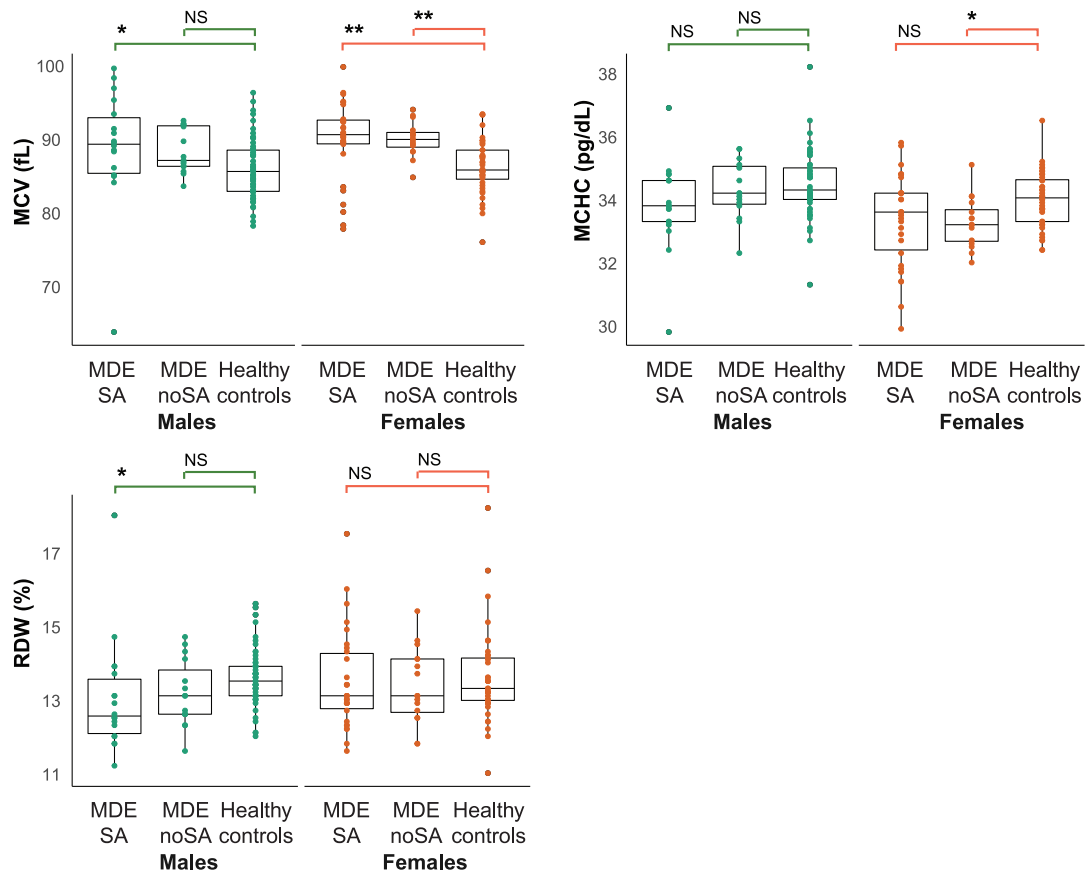 NS
*
**
**
MCV (fL)
100
90
80
70
MDE SA
MDE noSA
Healthy controls
Males
MDE SA
MDE noSA
Healthy controls
Females
NS
NS
NS
*
MCHC (pg/dL)
38
36
34
32
30
MDE SA
MDE noSA
Healthy controls
Males
MDE SA
MDE noSA
Healthy controls
Females
*
NS
NS
NS
RDW (%)
17
15
13
11
MDE SA
MDE noSA
Healthy controls
Males
MDE SA
MDE noSA
Healthy controls
Females